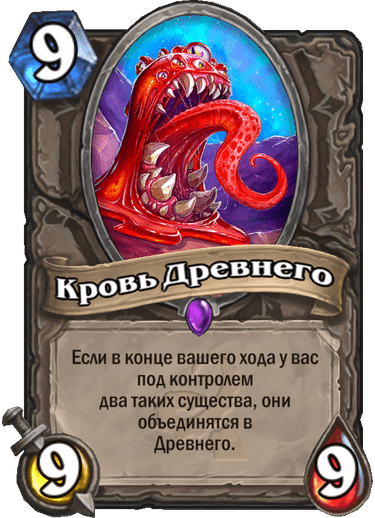 9
Кровь Древнего
Если в конце вашего хода у вас
под контролем
два таких существа, они
объединятся в
Древнего.
9
9